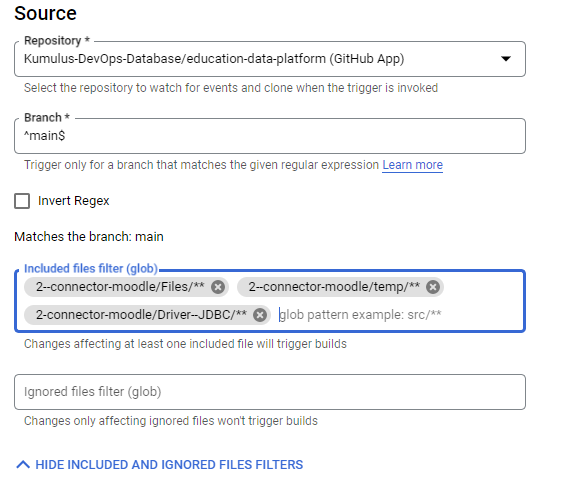 Source
Repository *
Kumulus-DevOps-Database/education-data-platform (GitHub App)
Select the repository to watch for events and clone when the trigger is invoked
Branch *
^main$
Trigger only for a branch that matches the given regular expression Learn more
Invert Regex
Matches the branch: main
Included files filter (glob)
2--connector-moodle/Files/** 2--connector-moodle/temp/**
2-connector-moodle/Driver--JDBC/** glob pattern example: src/**
Changes affecting at least one included file will trigger builds
Ignored files filter (glob)
Changes only affecting ignored files won't trigger builds
HIDE INCLUDED AND IGNORED FILES FILTERS